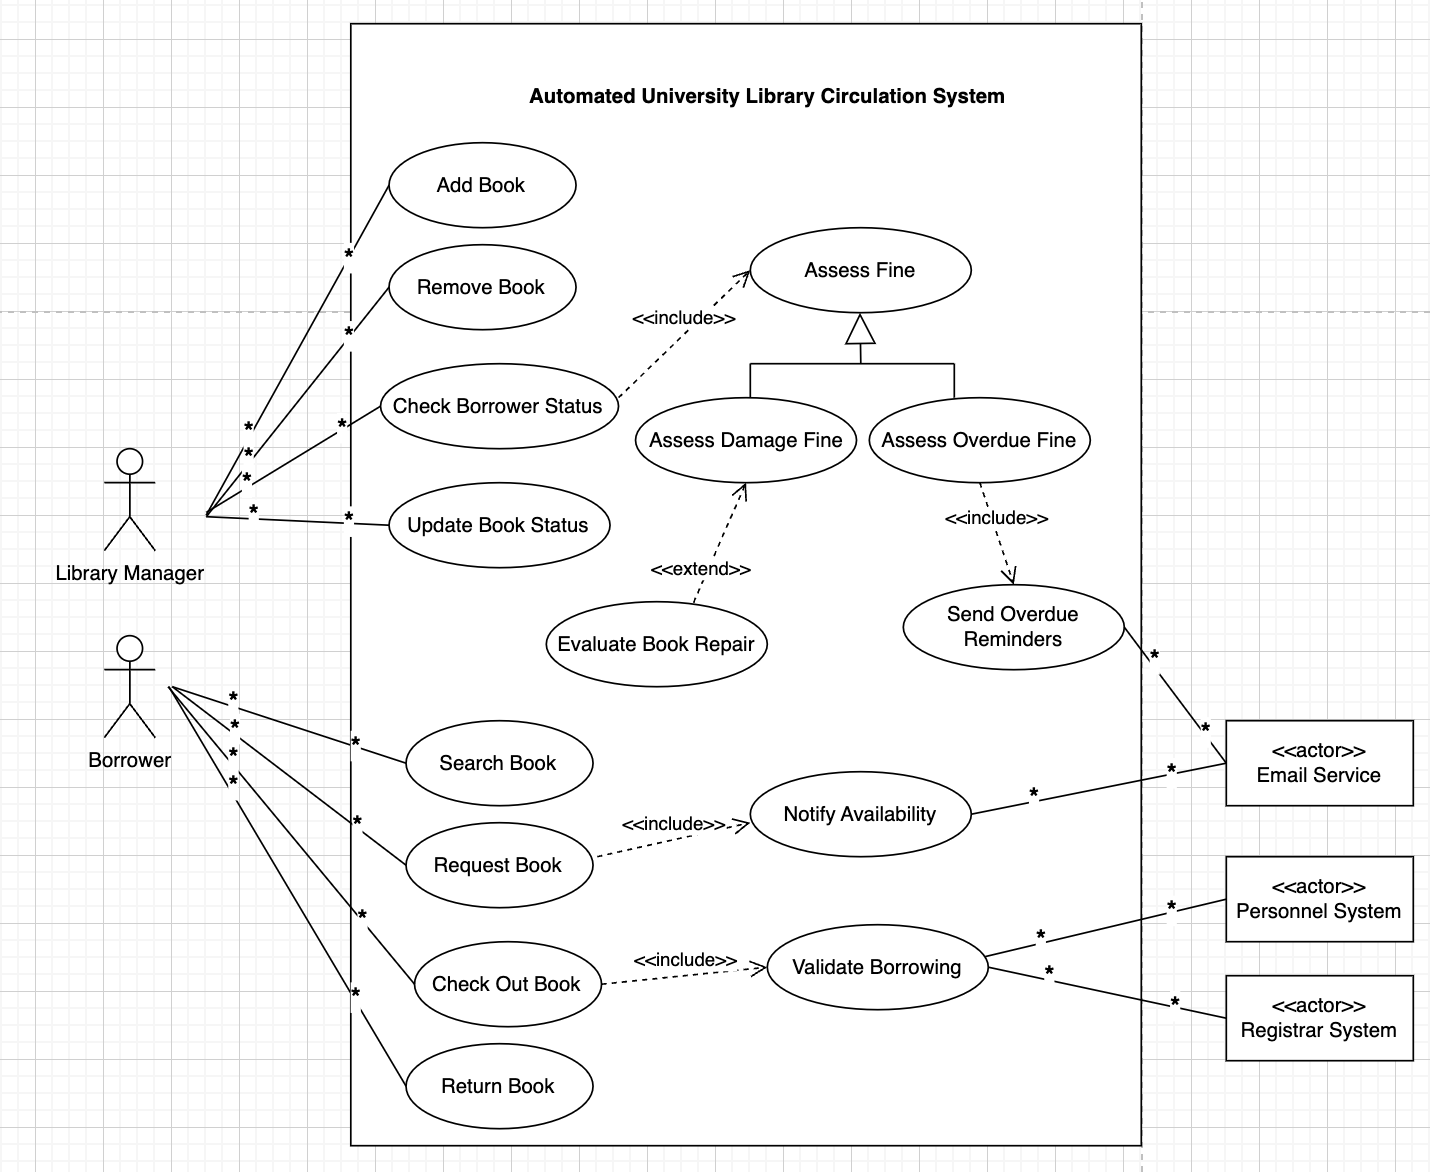 Automated University Library Circulation System
Add Book
*
Remove Book
*
Assess Fine
<<include>>
Check Borrower Status
*
*
*
*
Assess Damage Fine
Assess Overdue Fine
*
*
Update Book Status
<<include>>
Library Manager
<<extend>>
Evaluate Book Repair
Send Overdue
Reminders
*
*
*
*
*
*
*
Search Book
Borrower
*
<<actor>>
Email Service
*
*
Notify Availability
<<include>>
*
Request Book
<<actor>>
Personnel System
*
*
*
<<include>>
Validate Borrowing
Check Out Book
*
*
*
<<actor>>
Registrar System
Return Book